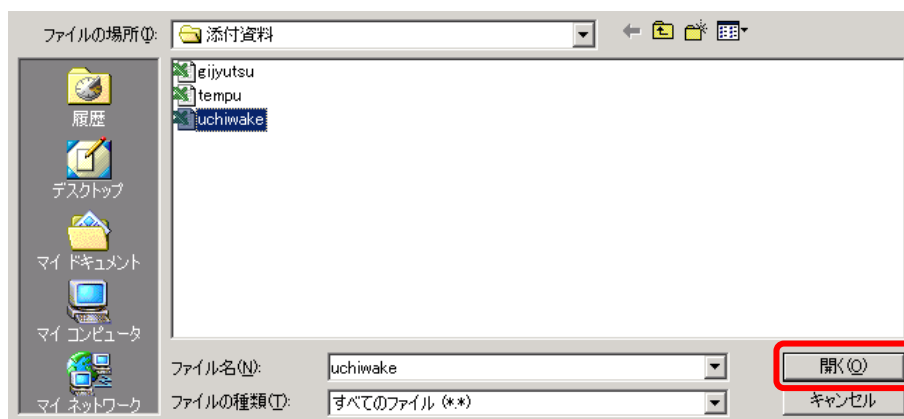 ファイルの場所(I):
添付資料
gijyutsu
tempu
uchiwake
履歴
デスクトップ
マイ ドキュメント
マイ コンピュータ
マイ ネットワーク
ファイル名(N):
uchiwake
開く(O)
ファイルの種類(T):
すべてのファイル (*.*)
キャンセル